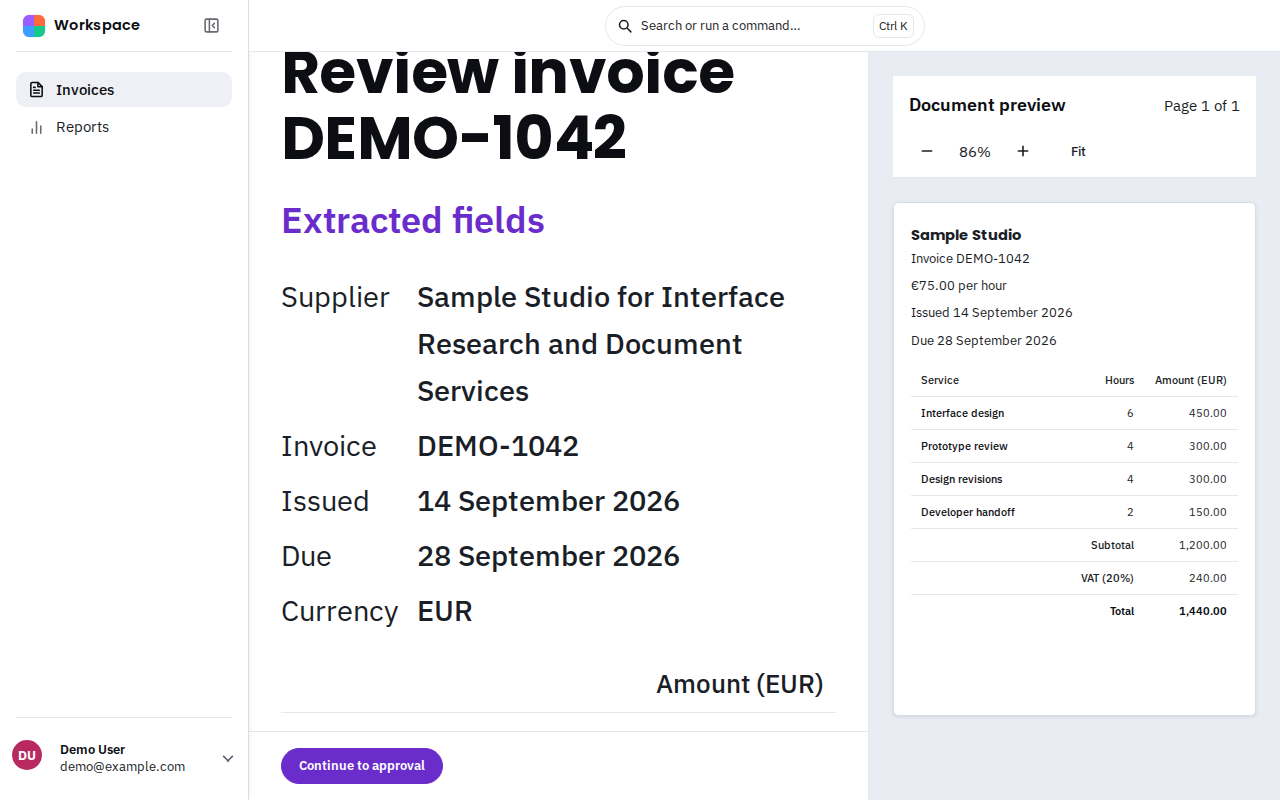 Workspace
Search or run a command...
Ctrl K
Invoices
Reports
Review invoice
DEMO-1042
Extracted fields
Supplier Sample Studio for Interface
Research and Document
Services
Invoice DEMO-1042
Issued 14 September 2026
Due 28 September 2026
Currency EUR
Amount (EUR)
Continue to approval
Document preview Page 1 of 1
86% Fit
Sample Studio
Invoice DEMO-1042
€75.00 per hour
Issued 14 September 2026
Due 28 September 2026
Service Hours Amount (EUR)
Interface design 6 450.00
Prototype review 4 300.00
Design revisions 4 300.00
Developer handoff 2 150.00
Subtotal 1,200.00
VAT (20%) 240.00
Total 1,440.00
DU
Demo User
demo@example.com